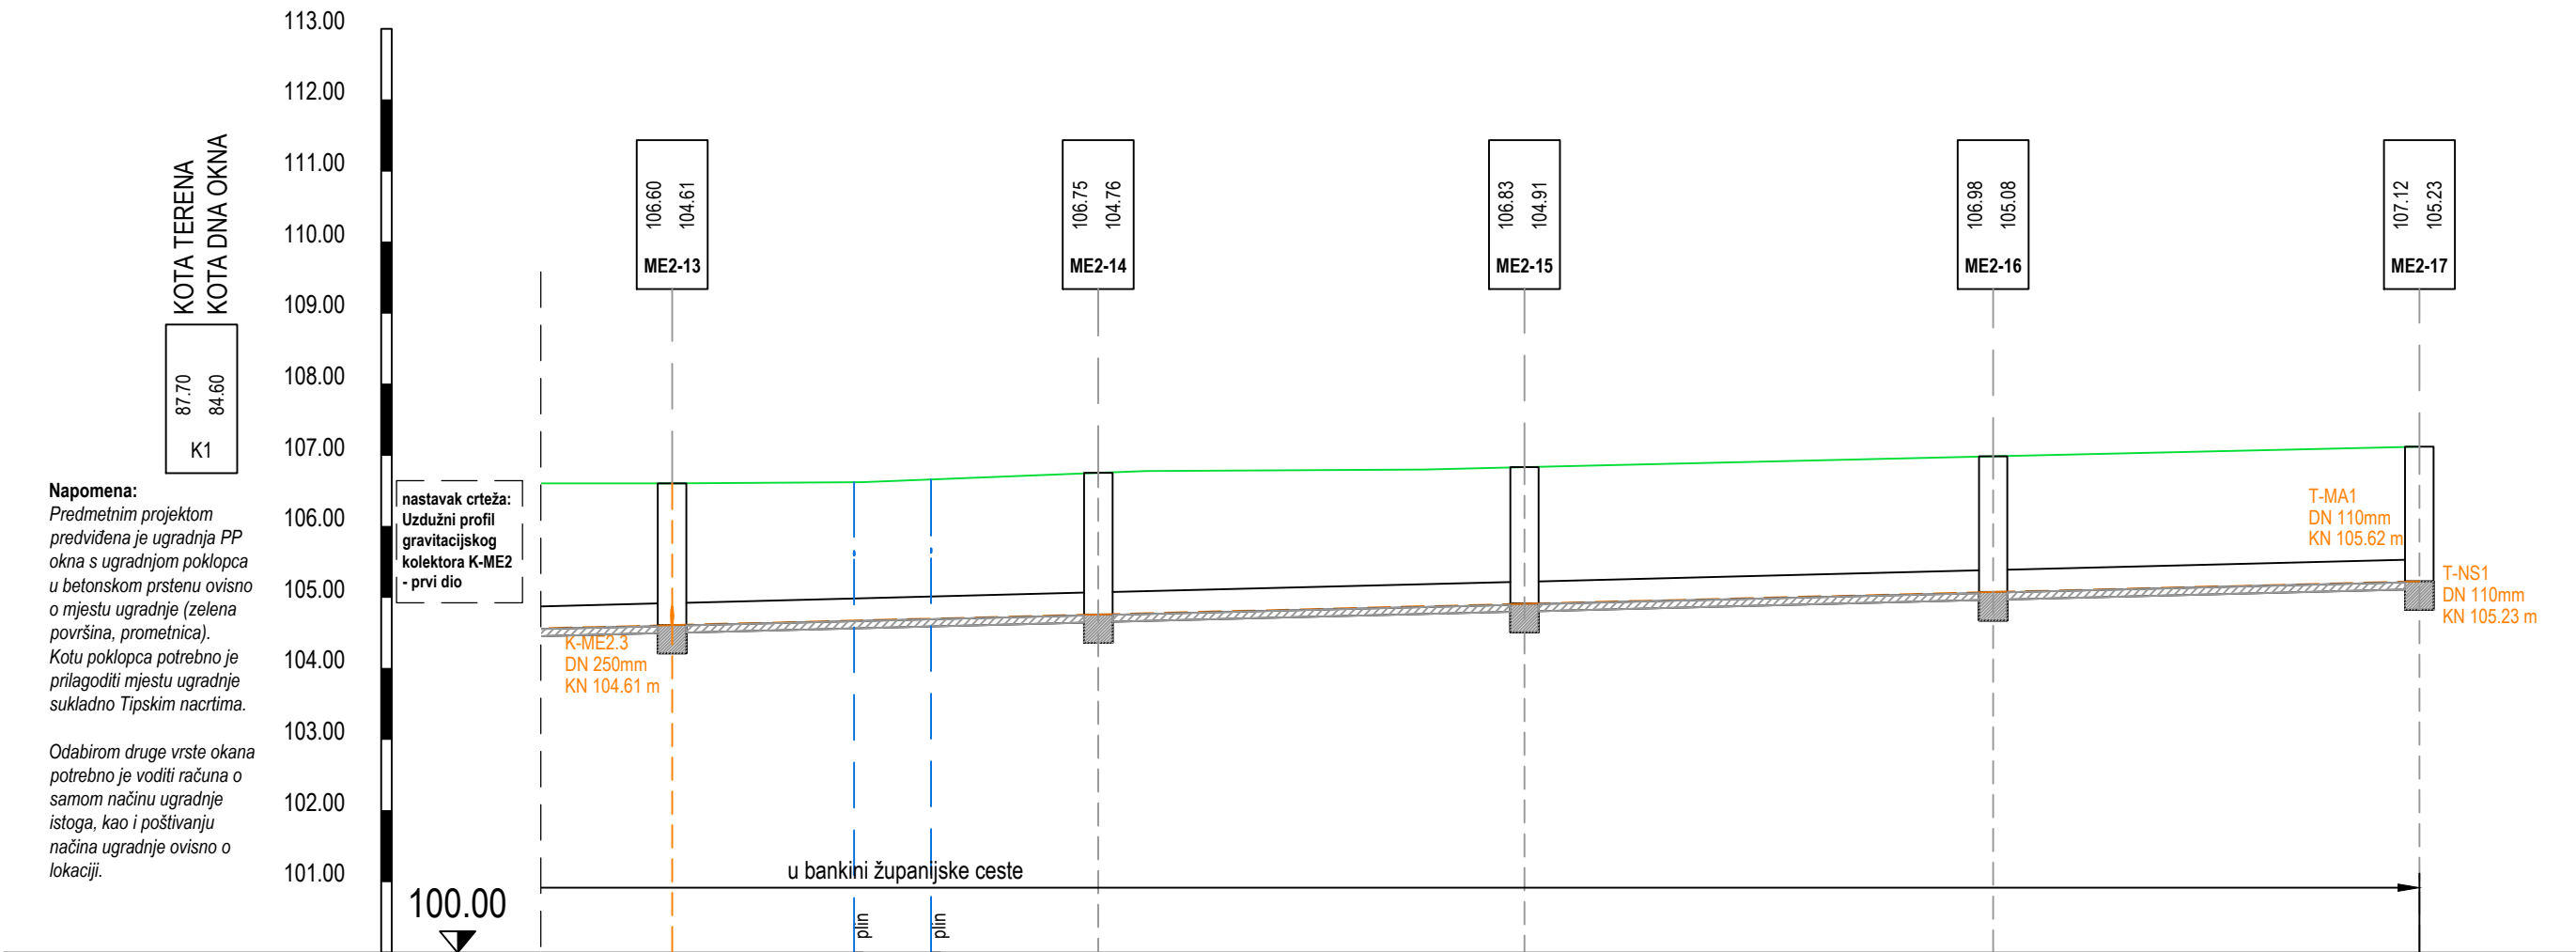 113.00
112.00
111.00
110.00
109.00
108.00
107.00
106.00
105.00
104.00
103.00
102.00
101.00
100.00
KOTA TERENA
KOTA DNA OKNA
87.70
84.60
K1
Napomena:
Predmetnim projektom
predviđena je ugradnja PP
okna s ugradnjom poklopca
u betonskom prstenu ovisno
o mjestu ugradnje (zelena
površina, prometnica).
Kotu poklopca potrebno je
prilagoditi mjestu ugradnje
sukladno Tipskim nacrtima.
Odabirom druge vrste okana
potrebno je voditi računa o
samom načinu ugradnje
istoga, kao i poštivanju
načina ugradnje ovisno o
lokaciji.
nastavak crteža:
Uzdužni profil
gravitacijskog
kolektora K-ME2
- prvi dio
106.60
104.61
ME2-13
106.75
104.76
ME2-14
106.83
104.91
ME2-15
106.98
105.08
ME2-16
107.12
105.23
ME2-17
K-ME2.3
DN 250mm
KN 104.61 m
T-MA1
DN 110mm
KN 105.62 m
T-NS1
DN 110mm
KN 105.23 m
u bankini županijske ceste
plin
plin